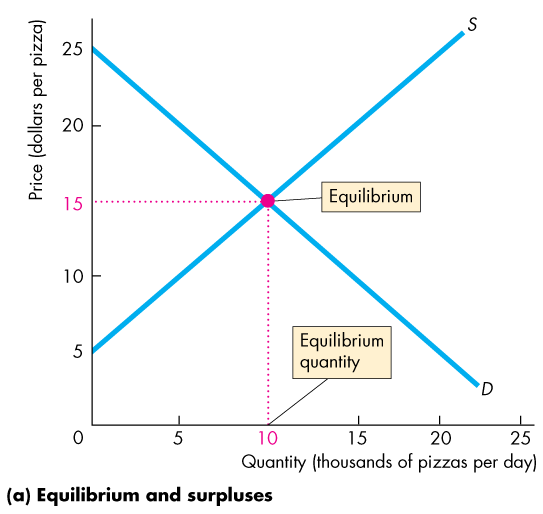 Price (dollars per pizza)
25
20
15
10
5
0
S
Equilibrium
Equilibrium
quantity
D
5
10
15
20
25
Quantity (thousands of pizzas per day)
(a) Equilibrium and surpluses